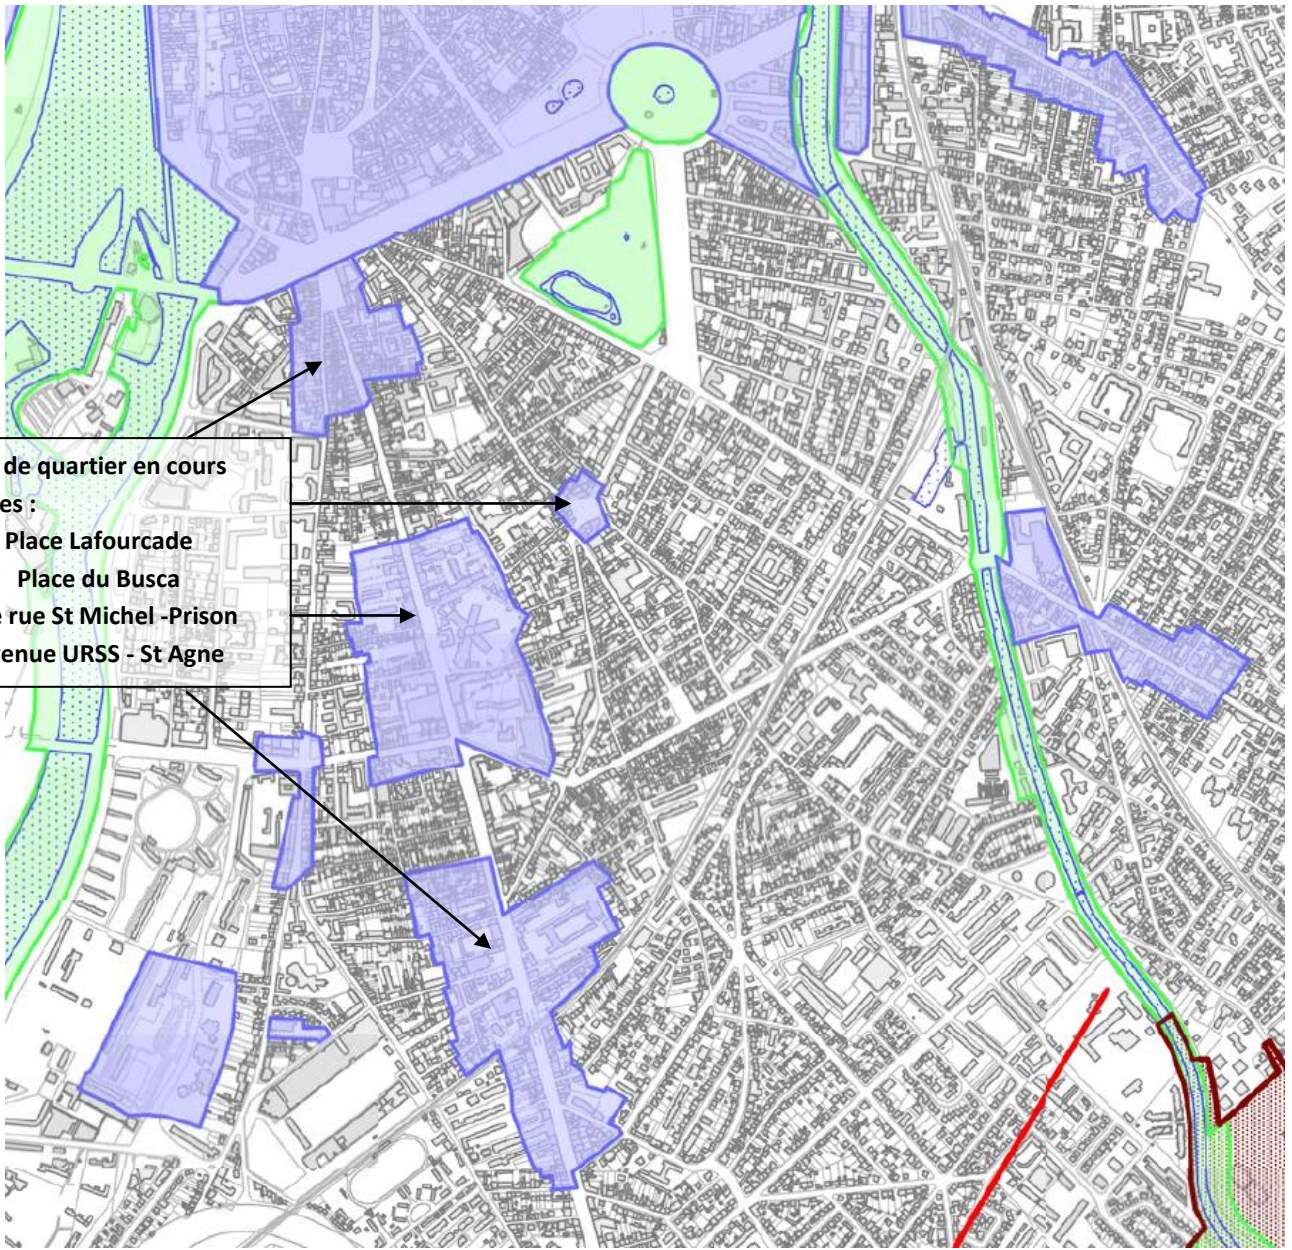 de quartier en cours
es :
Place Lafourcade
Place du Busca
rue St Michel -Prison
enue URSS - St Agne